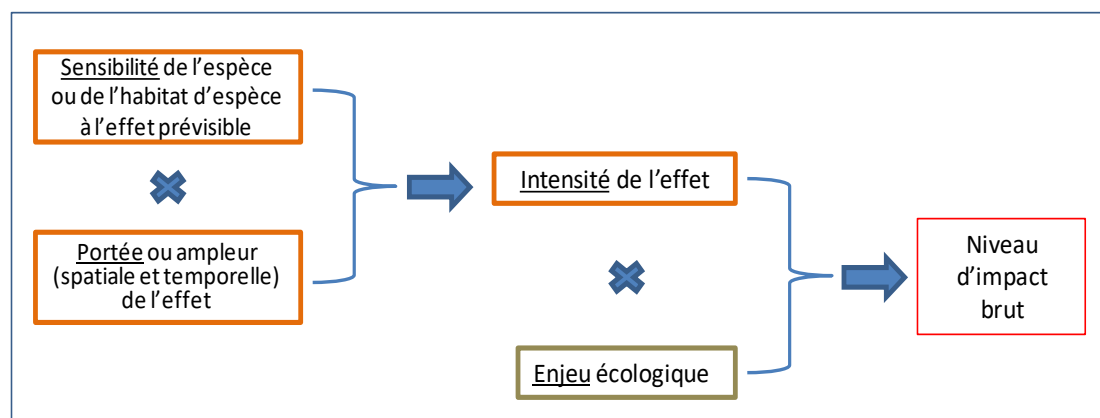 Sensibilité de l’espèce
ou de l’habitat d’espèce
à l’effet prévisible
Portée ou ampleur
(spatiale et temporelle)
de l’effet
Intensité de l’effet
Enjeu écologique
Niveau
d’impact
brut